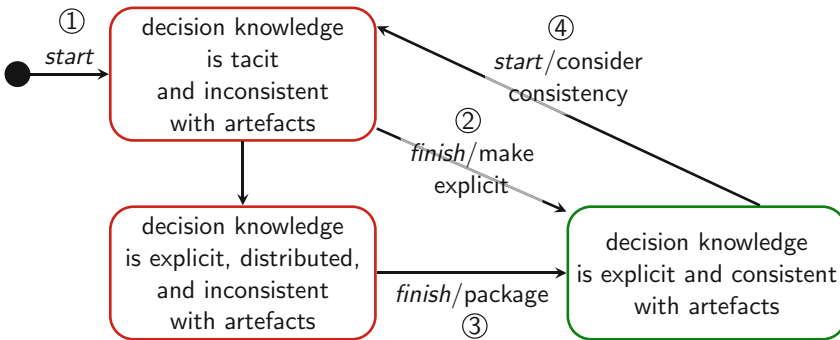 ①
start
decision knowledge
is tacit
and inconsistent
with artefacts
④
start/consider
consistency
②
finish/make
explicit
decision knowledge
is explicit, distributed,
and inconsistent
with artefacts
finish/package
③
decision knowledge
is explicit and consistent
with artefacts